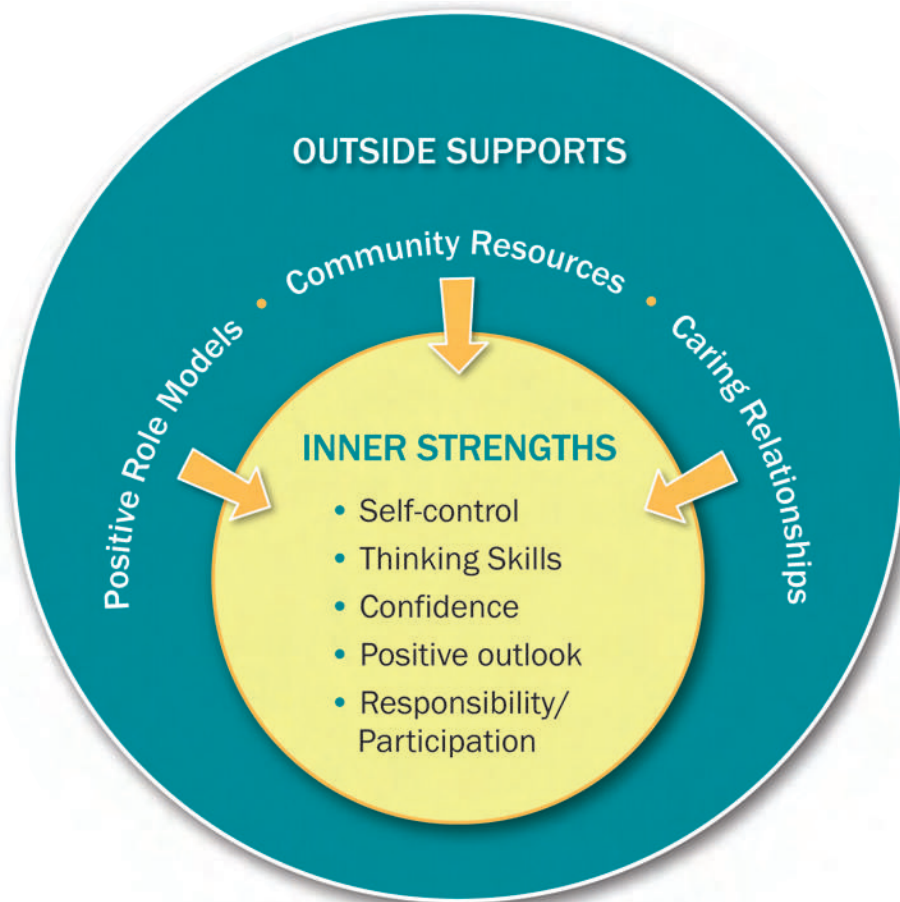 OUTSIDE SUPPORTS
Positive Role Models • Community Resources • Caring Relationships
INNER STRENGTHS
• Self-control
• Thinking Skills
• Confidence
• Positive outlook
• Responsibility/
Participation